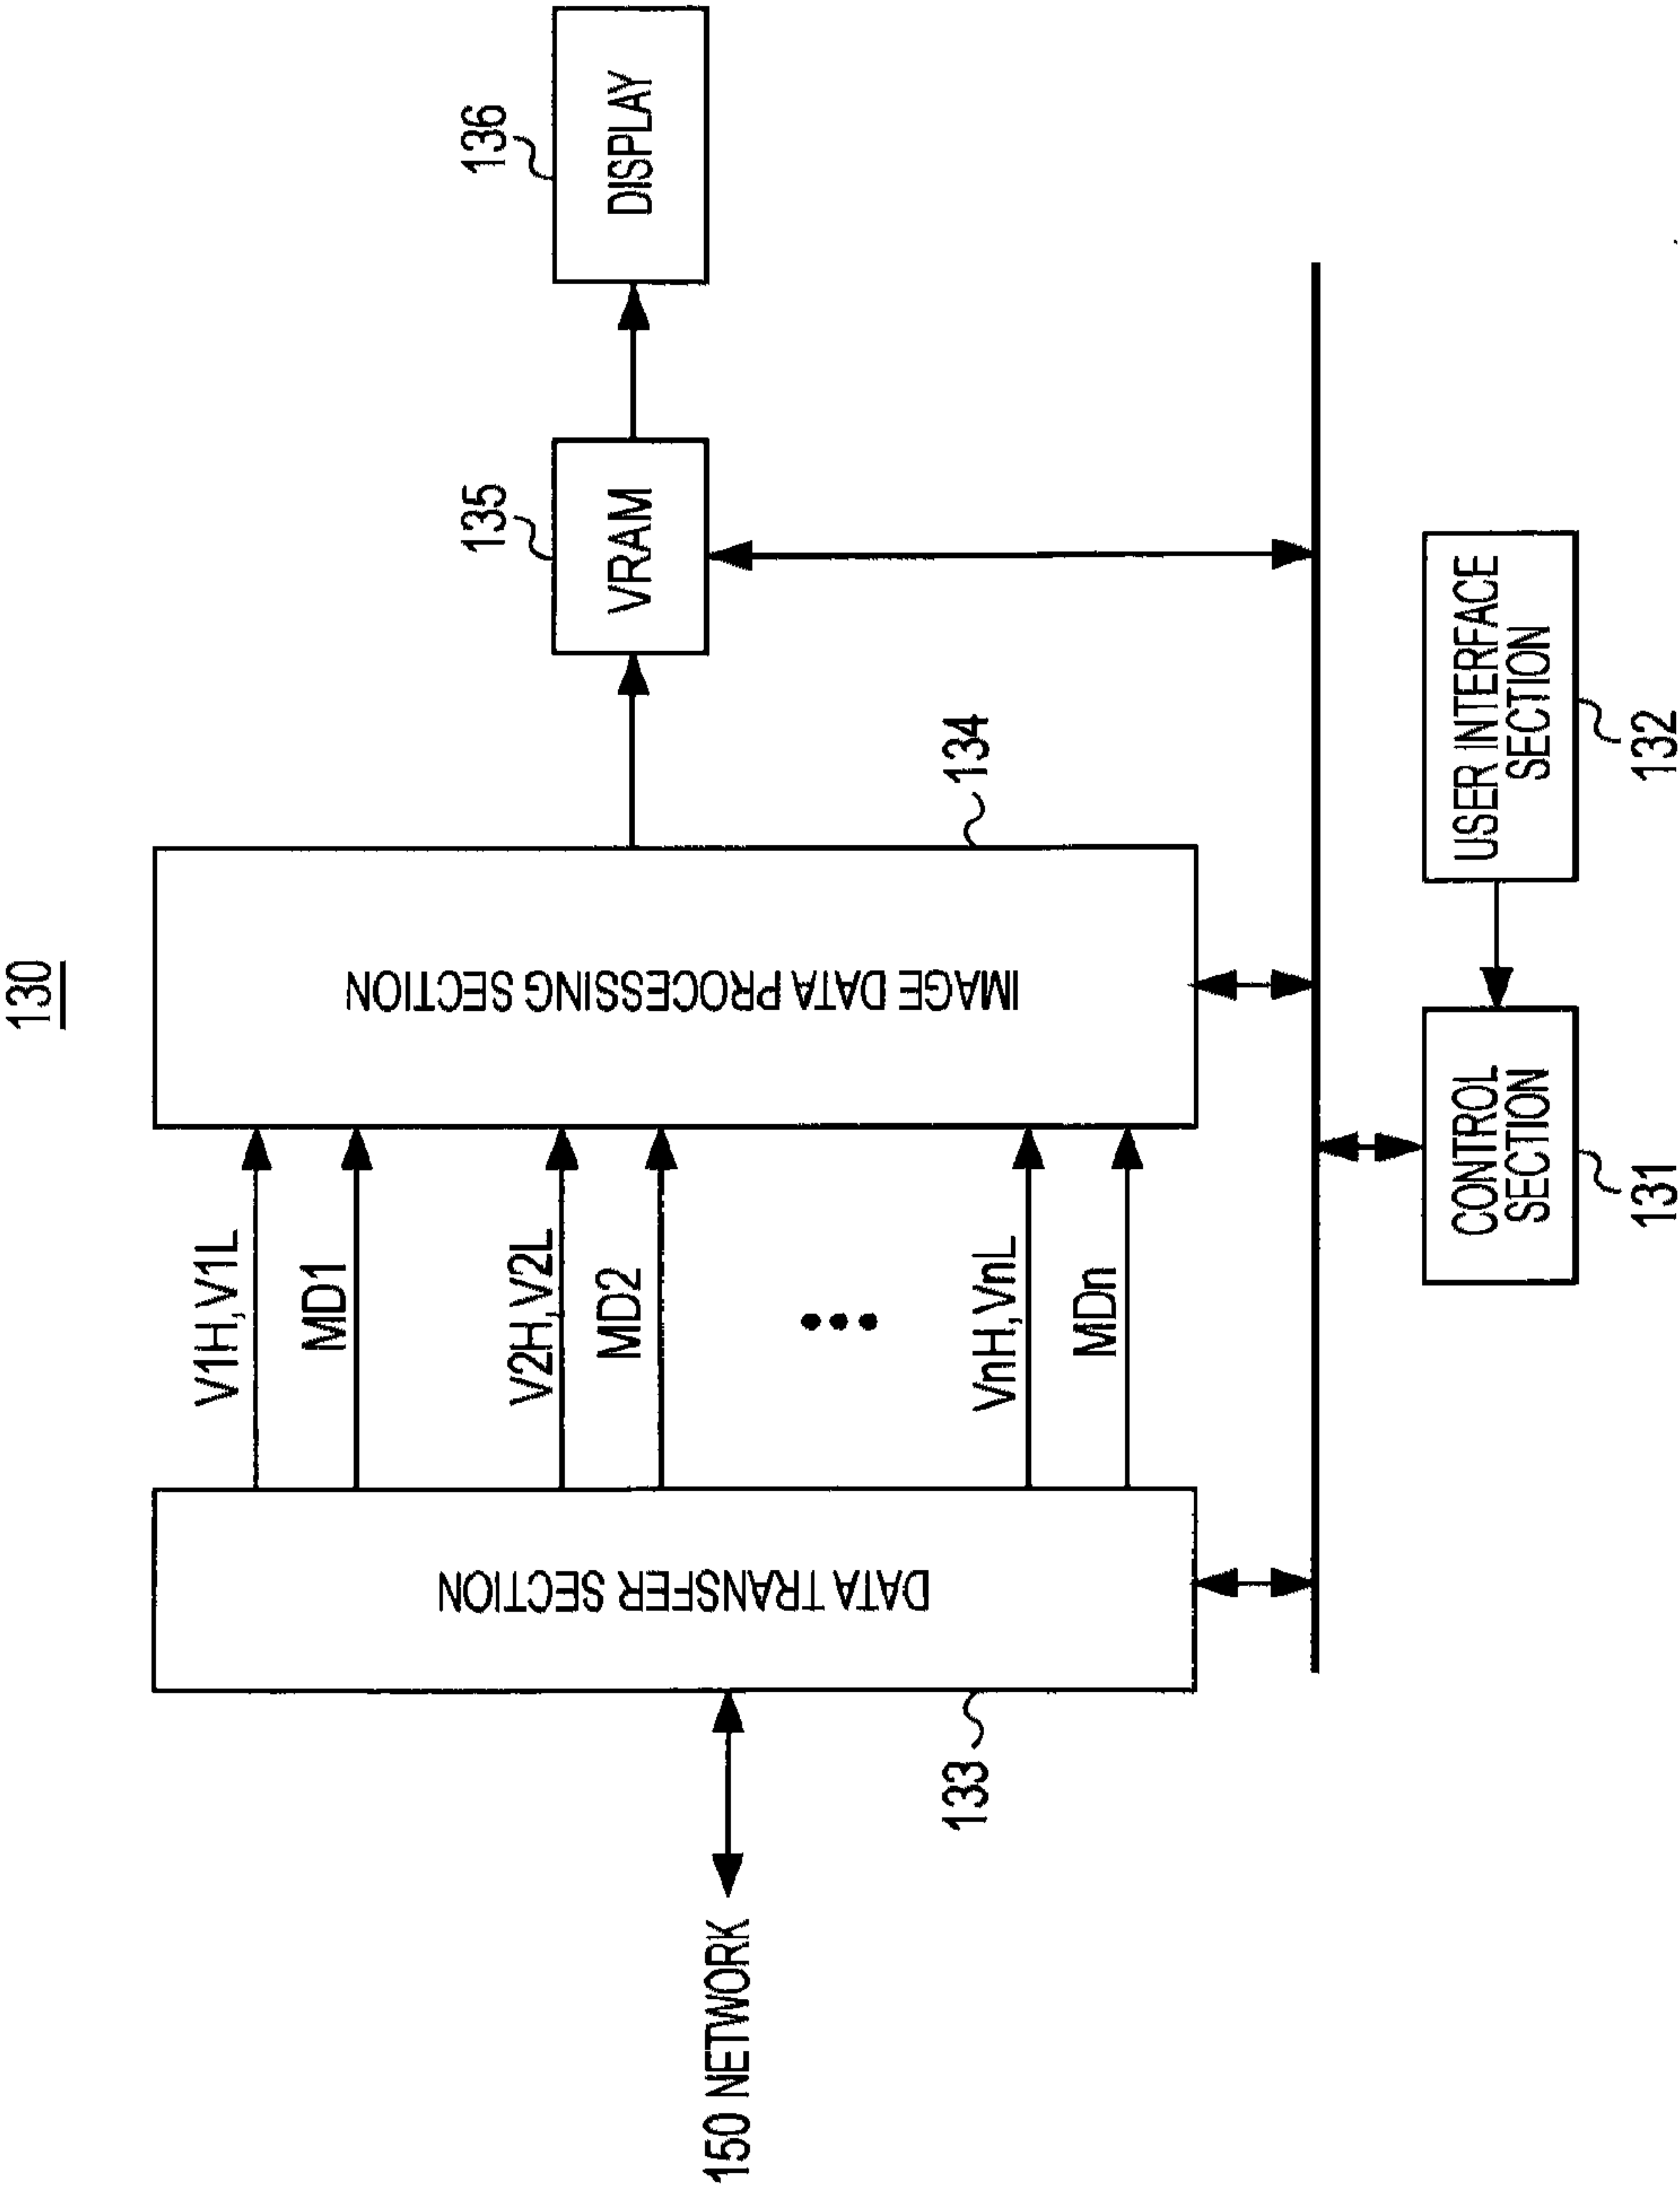 130
150 NETWORK
133
DATA TRANSFER SECTION
V1H,V1L
MD1
V2H,V2L
MD2
VnH,VnL
MDn
IMAGE DATA PROCESSING SECTION
134
135
VRAM
136
DISPLAY
CONTROL
SECTION
131
USER INTERFACE
SECTION
132